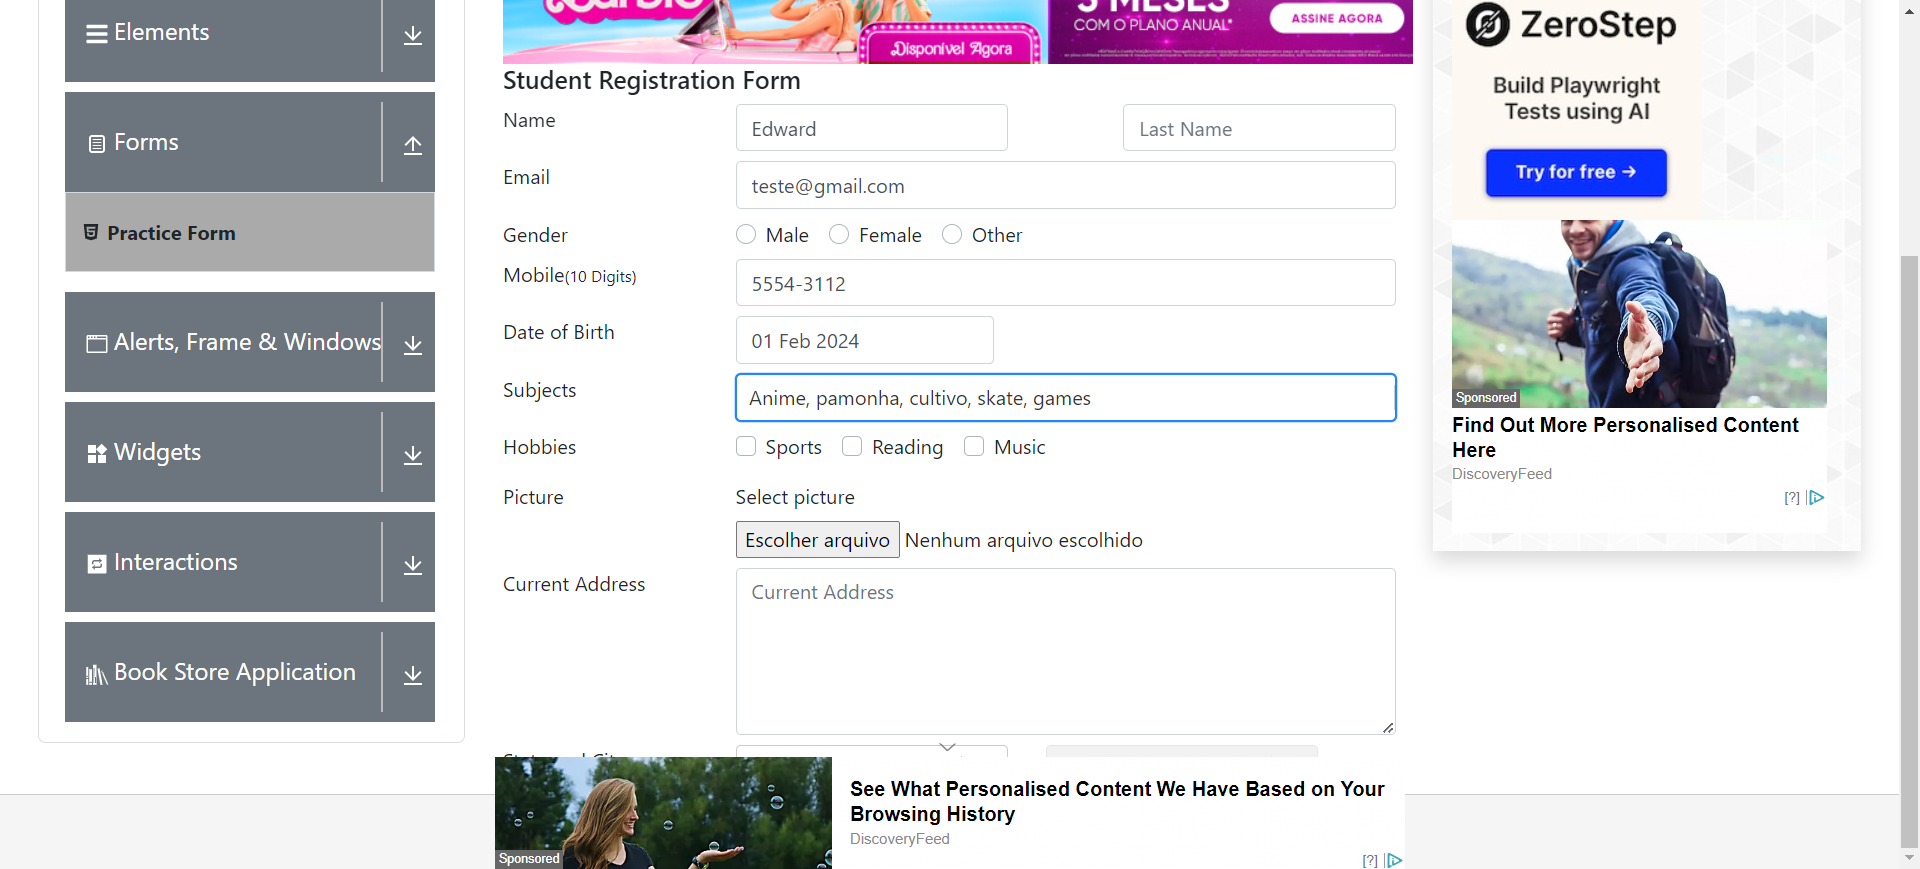 Elements
Forms
Practice Form
Alerts, Frame & Windows
Widgets
Interactions
Book Store Application
3 MESES
COM O PLANO ANUAL*
ASSINE AGORA
Disponível Agora
Student Registration Form
Name
Edward
Last Name
Email
teste@gmail.com
Gender
Male
Female
Other
Mobile(10 Digits)
5554-3112
Date of Birth
01 Feb 2024
Subjects
Anime, pamonha, cultivo, skate, games
Hobbies
Sports
Reading
Music
Picture
Select picture
Escolher arquivo
Nenhum arquivo escolhido
Current Address
Current Address
ZeroStep
Build Playwright
Tests using AI
Try for free →
Sponsored
Find Out More Personalised Content
Here
DiscoveryFeed
[?]
Sponsored
See What Personalised Content We Have Based on Your
Browsing History
DiscoveryFeed
[?]